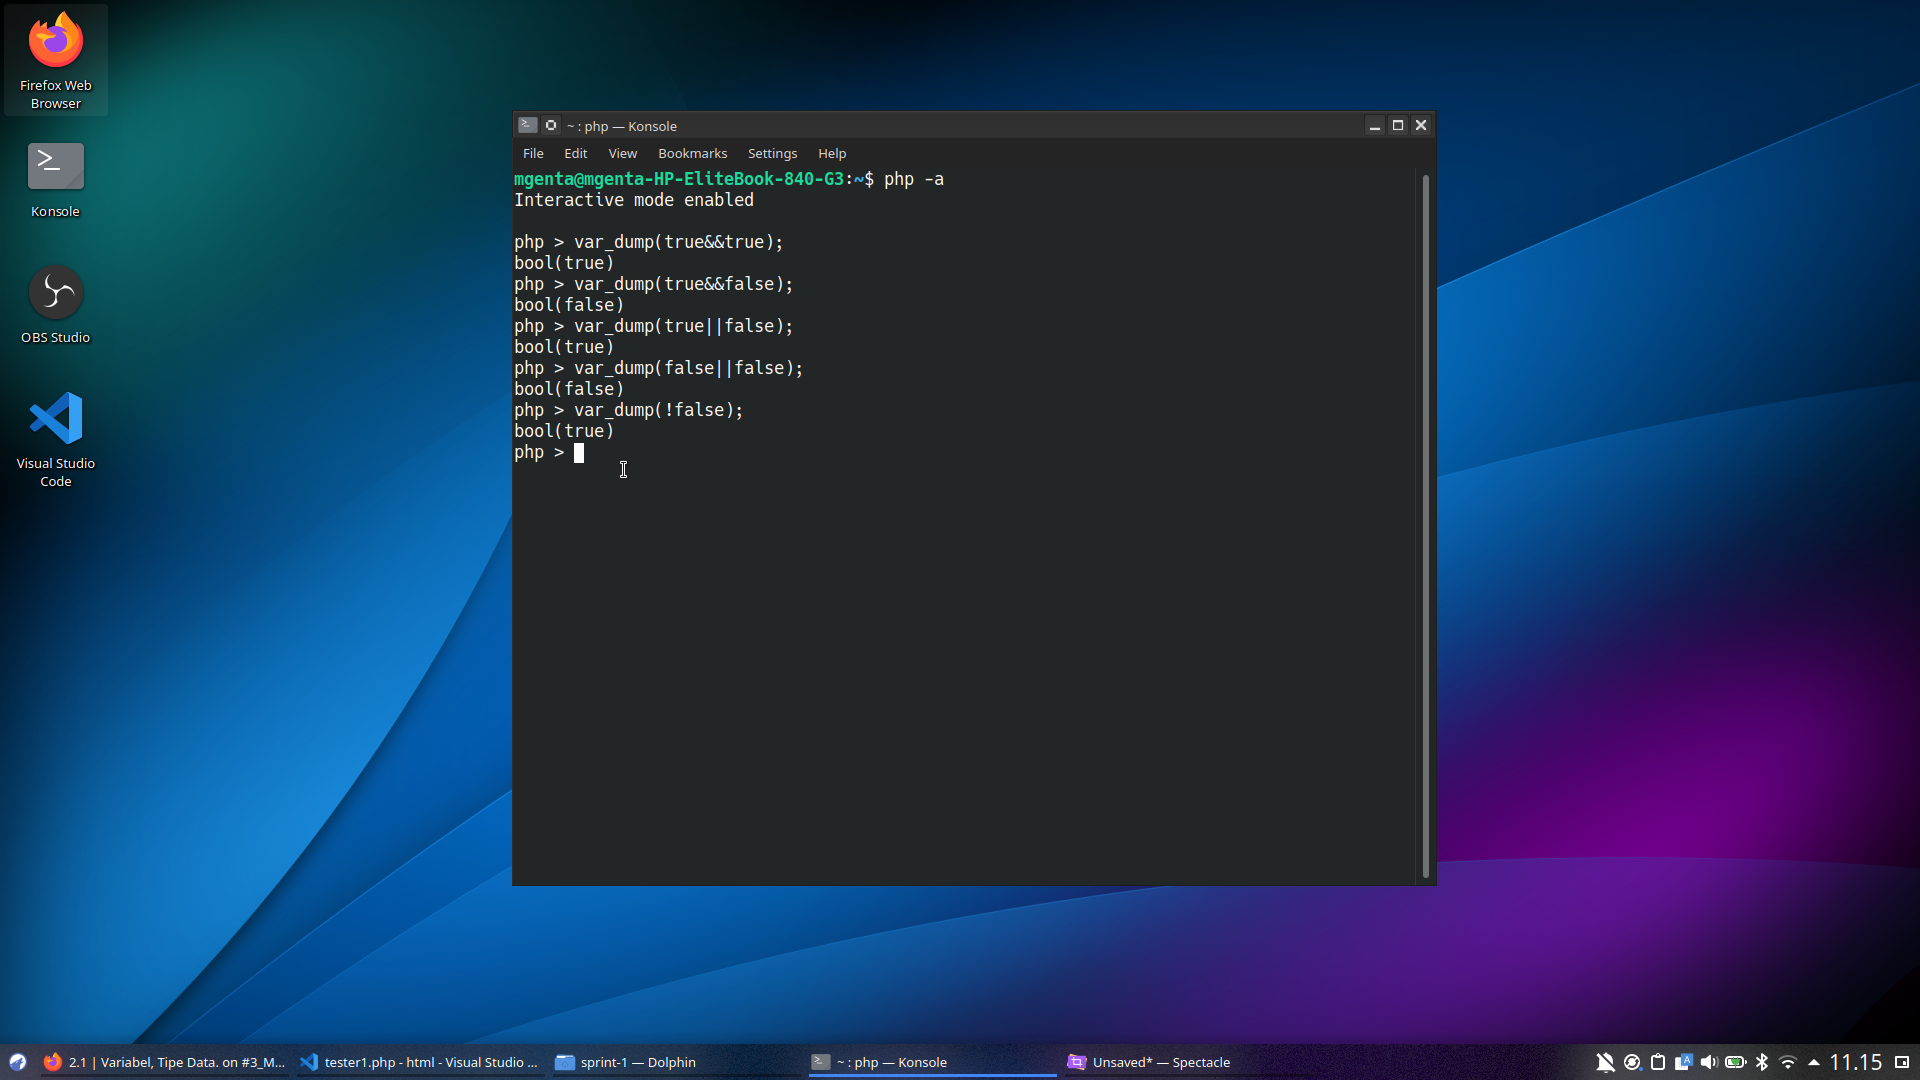 Firefox Web
Browser
Konsole
OBS Studio
Visual Studio
Code
~ : php — Konsole
File Edit View Bookmarks Settings Help
mgenta@mgenta-HP-EliteBook-840-G3:~$ php -a
Interactive mode enabled
php > var_dump(true&&true);
bool(true)
php > var_dump(true&&false);
bool(false)
php > var_dump(true||false);
bool(true)
php > var_dump(false||false);
bool(false)
php > var_dump(!false);
bool(true)
php >
2.1 | Variabel, Tipe Data. on #3_M... tester1.php - html - Visual Studio ... sprint-1 — Dolphin ~ : php — Konsole Unsaved* — Spectacle A 11.15